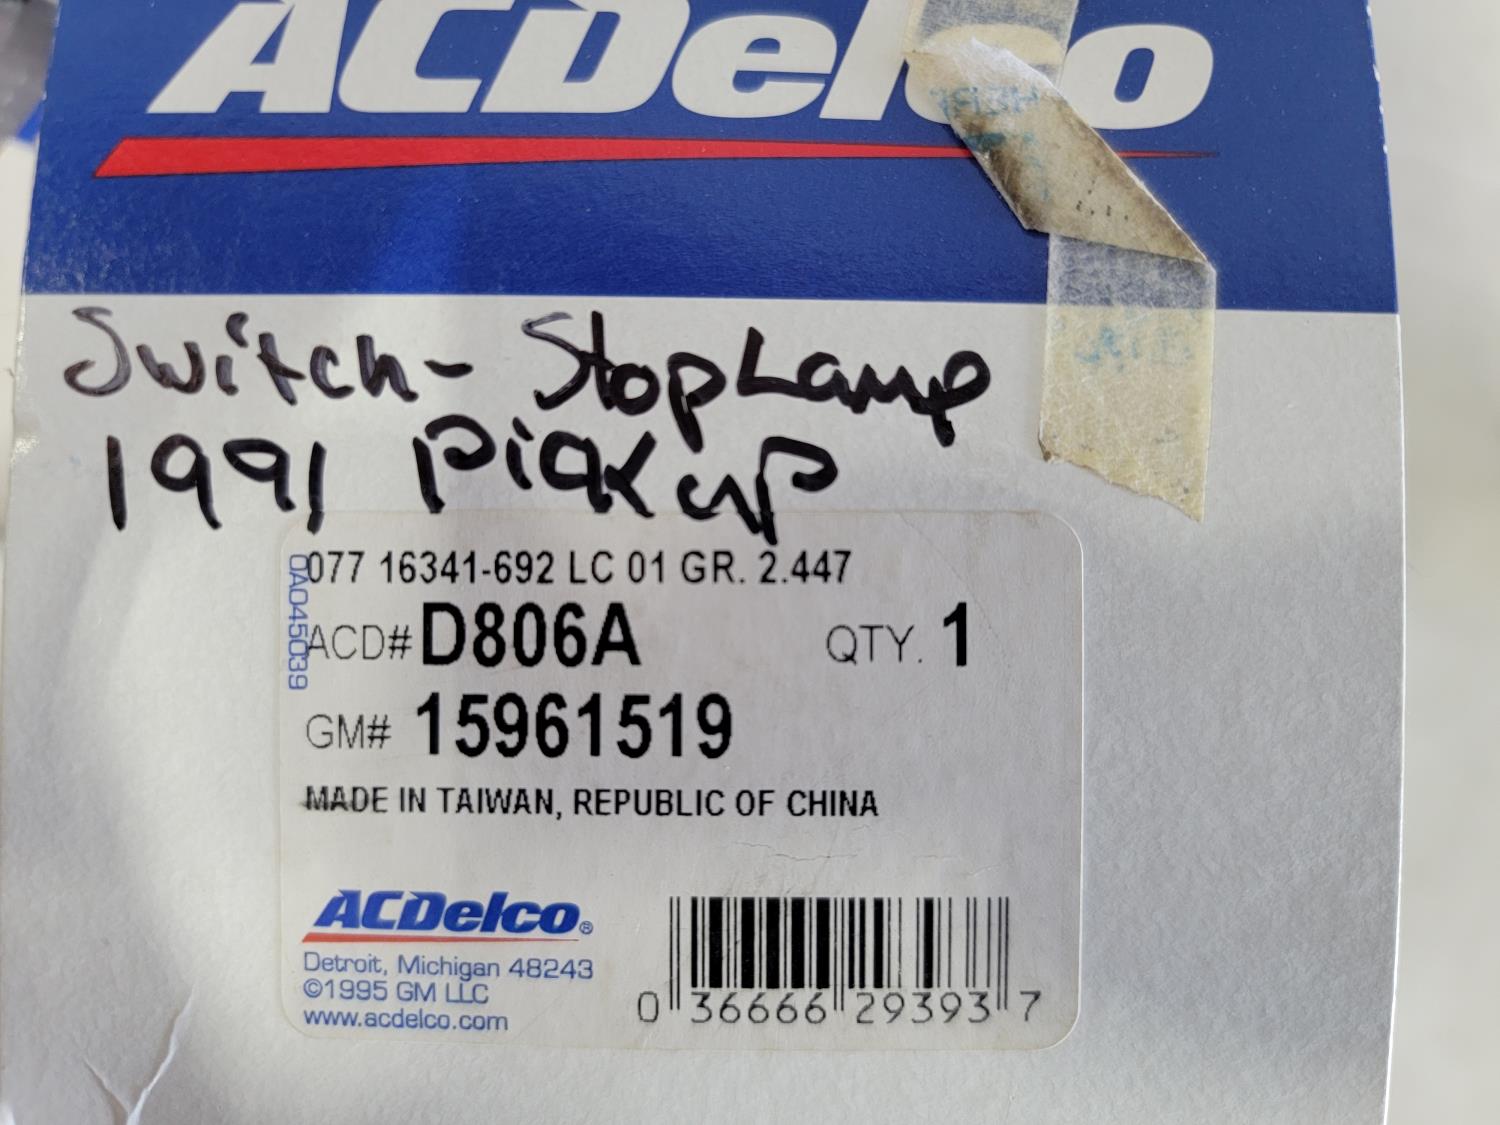 ACDelco
Switch- StopLamp
1991 Pickup
077 16341-692 LC 01 GR. 2.447
0A045039
ACD# D806A QTY. 1
GM# 15961519
MADE IN TAIWAN, REPUBLIC OF CHINA
ACDelco®
Detroit, Michigan 48243
©1995 GM LLC
www.acdelco.com
0 36666 29393 7